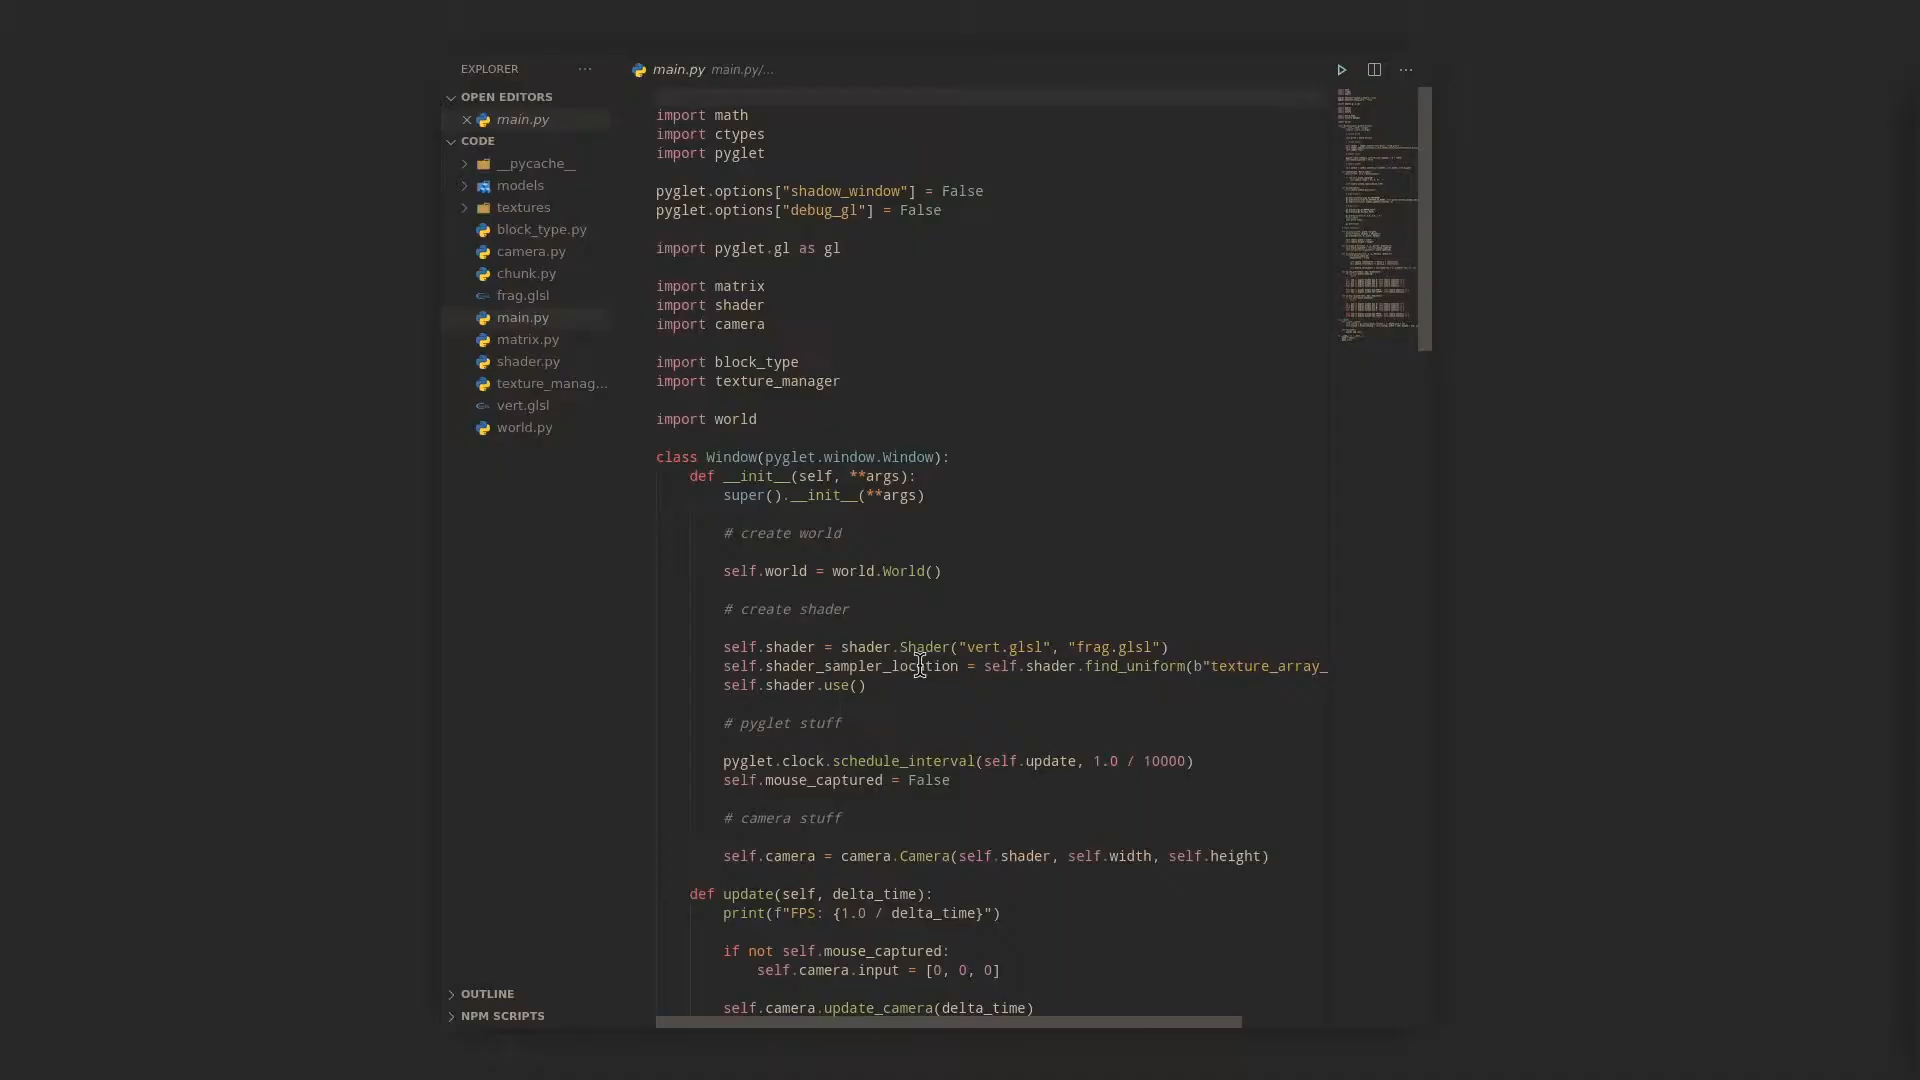 EXPLORER
OPEN EDITORS
main.py
CODE
__pycache__
models
textures
block_type.py
camera.py
chunk.py
frag.glsl
main.py
matrix.py
shader.py
texture_manag...
vert.glsl
world.py
OUTLINE
NPM SCRIPTS
main.py main.py/...
import math
import ctypes
import pyglet
pyglet.options["shadow_window"] = False
pyglet.options["debug_gl"] = False
import pyglet.gl as gl
import matrix
import shader
import camera
import block_type
import texture_manager
import world
class Window(pyglet.window.Window):
def __init__(self, **args):
super().__init__(**args)
# create world
self.world = world.World()
# create shader
self.shader = shader.Shader("vert.glsl", "frag.glsl")
self.shader_sampler_location = self.shader.find_uniform(b"texture_array_
self.shader.use()
# pyglet stuff
pyglet.clock.schedule_interval(self.update, 1.0 / 10000)
self.mouse_captured = False
# camera stuff
self.camera = camera.Camera(self.shader, self.width, self.height)
def update(self, delta_time):
print(f"FPS: {1.0 / delta_time}")
if not self.mouse_captured:
self.camera.input = [0, 0, 0]
self.camera.update_camera(delta_time)